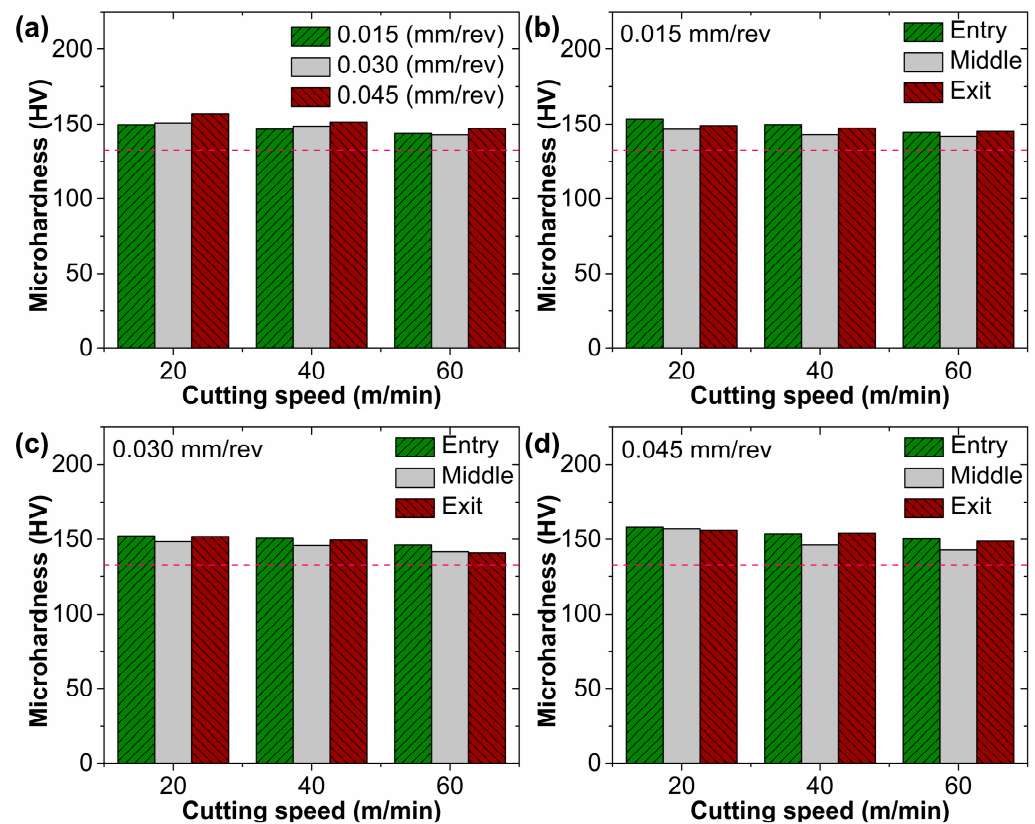 (a)
0.015 (mm/rev)
0.030 (mm/rev)
0.045 (mm/rev)
Microhardness (HV)
200
150
100
50
0
20 40 60
Cutting speed (m/min)
(b)
0.015 mm/rev
Entry
Middle
Exit
Microhardness (HV)
200
150
100
50
0
20 40 60
Cutting speed (m/min)
(c)
0.030 mm/rev
Entry
Middle
Exit
Microhardness (HV)
200
150
100
50
0
20 40 60
Cutting speed (m/min)
(d)
0.045 mm/rev
Entry
Middle
Exit
Microhardness (HV)
200
150
100
50
0
20 40 60
Cutting speed (m/min)